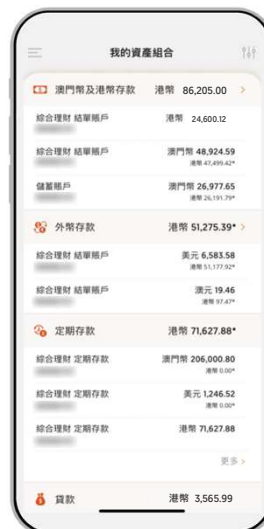 我的資產組合
澳門幣及港幣存款 港幣 86,205.00 >
綜合理財 結單賬戶 港幣 24,600.12
綜合理財 結單賬戶 澳門幣 48,924.59
港幣 47,499.42*
儲蓄賬戶 澳門幣 26,977.65
港幣 26,191.79*
外幣存款 港幣 51,275.39* >
綜合理財 結單賬戶 美元 6,583.58
港幣 51,177.92*
綜合理財 結單賬戶 澳元 19.46
港幣 97.47*
定期存款 港幣 71,627.88* >
綜合理財 定期存款 澳門幣 206,000.80
港幣 0.00*
綜合理財 定期存款 美元 1,246.52
港幣 0.00*
綜合理財 定期存款 港幣 71,627.88
更多 >
貸款 港幣 3,565.99